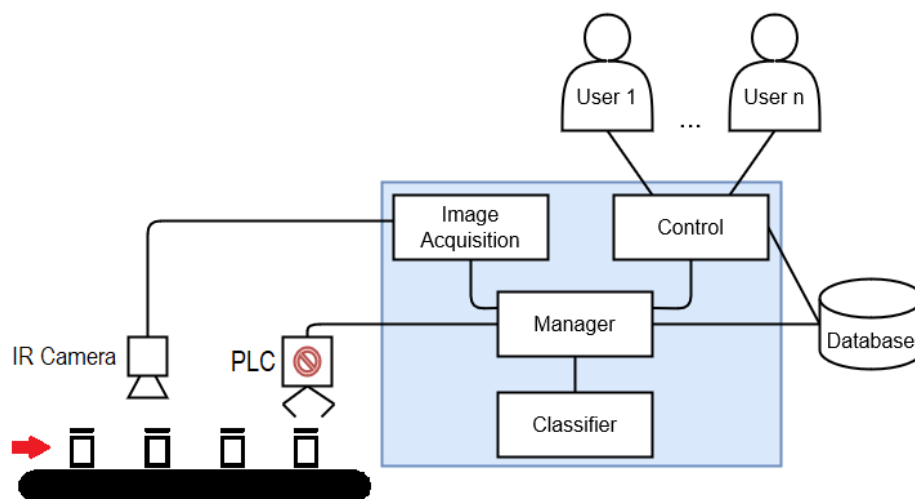 User 1
...
User n
Image
Acquisition
Control
Manager
Database
IR Camera
PLC
Classifier